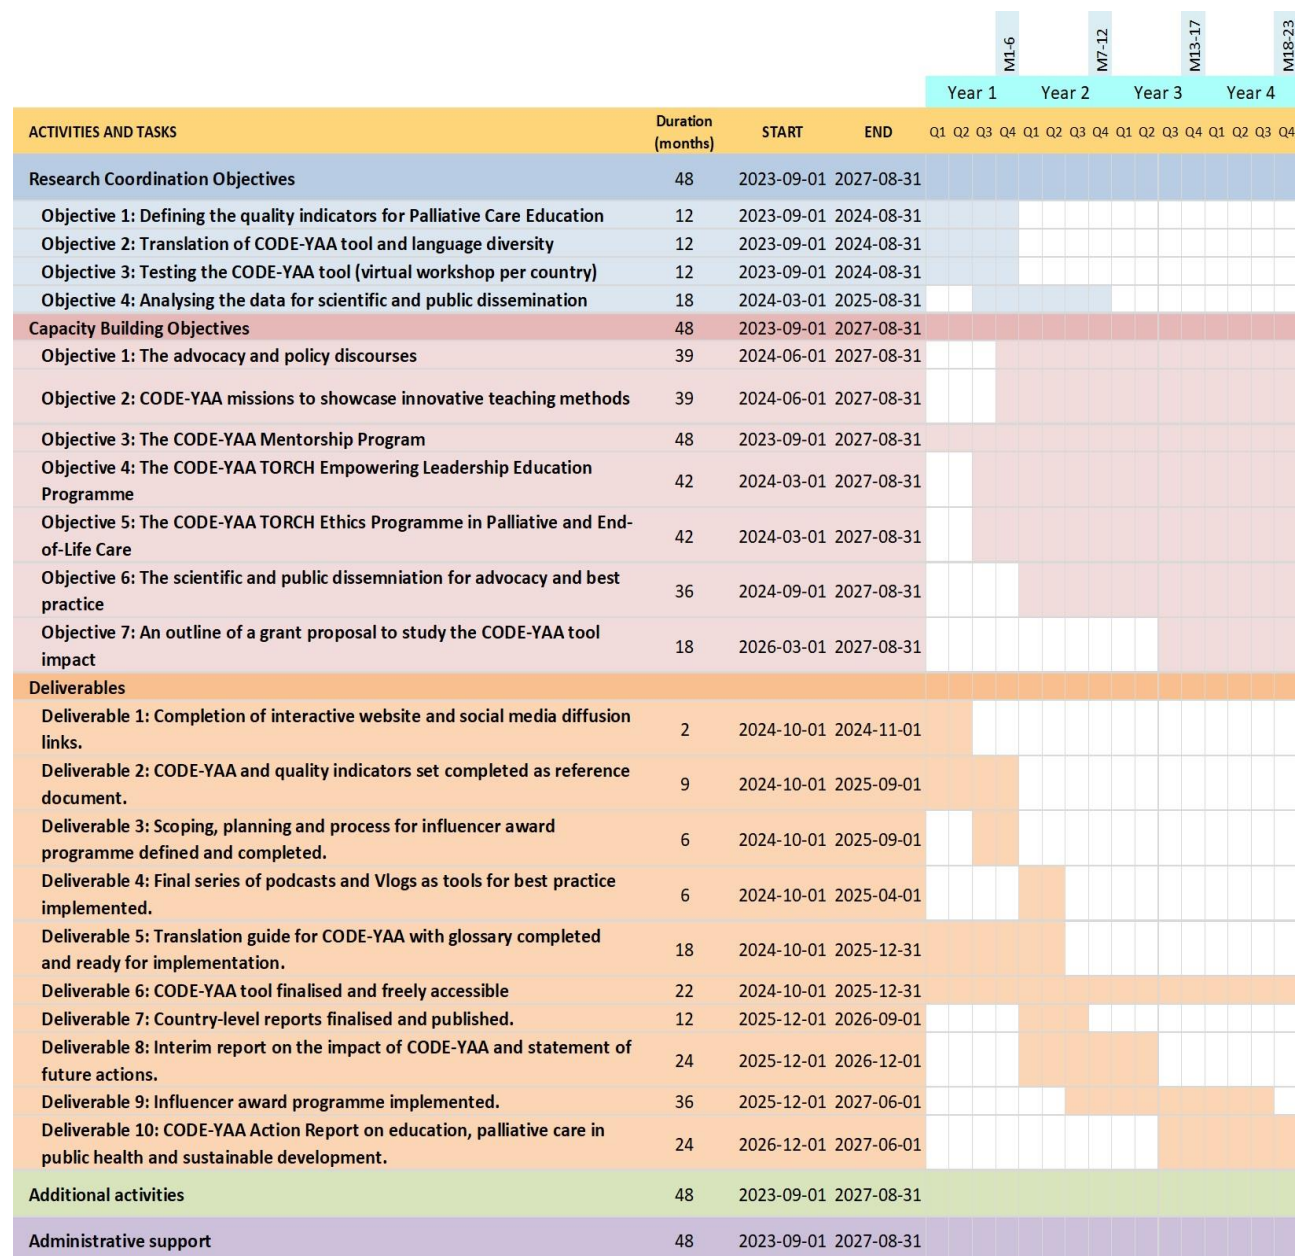 M1-6 M7-12 M13-17 M18-23
Year 1 Year 2 Year 3 Year 4
ACTIVITIES AND TASKS Duration (months) START END Q1 Q2 Q3 Q4 Q1 Q2 Q3 Q4 Q1 Q2 Q3 Q4 Q1 Q2 Q3 Q4
Research Coordination Objectives 48 2023-09-01 2027-08-31
Objective 1: Defining the quality indicators for Palliative Care Education 12 2023-09-01 2024-08-31
Objective 2: Translation of CODE-YAA tool and language diversity 12 2023-09-01 2024-08-31
Objective 3: Testing the CODE-YAA tool (virtual workshop per country) 12 2023-09-01 2024-08-31
Objective 4: Analysing the data for scientific and public dissemination 18 2024-03-01 2025-08-31
Capacity Building Objectives 48 2023-09-01 2027-08-31
Objective 1: The advocacy and policy discourses 39 2024-06-01 2027-08-31
Objective 2: CODE-YAA missions to showcase innovative teaching methods 39 2024-06-01 2027-08-31
Objective 3: The CODE-YAA Mentorship Program 48 2023-09-01 2027-08-31
Objective 4: The CODE-YAA TORCH Empowering Leadership Education
Programme 42 2024-03-01 2027-08-31
Objective 5: The CODE-YAA TORCH Ethics Programme in Palliative and End-
of-Life Care 42 2024-03-01 2027-08-31
Objective 6: The scientific and public dissemniation for advocacy and best
practice 36 2024-09-01 2027-08-31
Objective 7: An outline of a grant proposal to study the CODE-YAA tool
impact 18 2026-03-01 2027-08-31
Deliverables
Deliverable 1: Completion of interactive website and social media diffusion
links. 2 2024-10-01 2024-11-01
Deliverable 2: CODE-YAA and quality indicators set completed as reference
document. 9 2024-10-01 2025-09-01
Deliverable 3: Scoping, planning and process for influencer award
programme defined and completed. 6 2024-10-01 2025-09-01
Deliverable 4: Final series of podcasts and Vlogs as tools for best practice
implemented. 6 2024-10-01 2025-04-01
Deliverable 5: Translation guide for CODE-YAA with glossary completed
and ready for implementation. 18 2024-10-01 2025-12-31
Deliverable 6: CODE-YAA tool finalised and freely accessible 22 2024-10-01 2025-12-31
Deliverable 7: Country-level reports finalised and published. 12 2025-12-01 2026-09-01
Deliverable 8: Interim report on the impact of CODE-YAA and statement of
future actions. 24 2025-12-01 2026-12-01
Deliverable 9: Influencer award programme implemented. 36 2025-12-01 2027-06-01
Deliverable 10: CODE-YAA Action Report on education, palliative care in
public health and sustainable development. 24 2026-12-01 2027-06-01
Additional activities 48 2023-09-01 2027-08-31
Administrative support 48 2023-09-01 2027-08-31